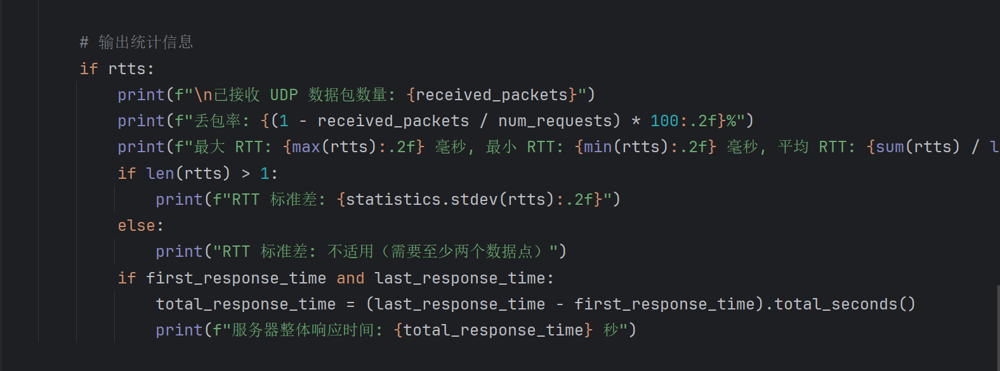 # 输出统计信息
if rtts:
print(f"\n已接收 UDP 数据包数量: {received_packets}")
print(f"丢包率: {(1 - received_packets / num_requests) * 100:.2f}%")
print(f"最大 RTT: {max(rtts):.2f} 毫秒, 最小 RTT: {min(rtts):.2f} 毫秒, 平均 RTT: {sum(rtts) / l
if len(rtts) > 1:
print(f"RTT 标准差: {statistics.stdev(rtts):.2f}")
else:
print("RTT 标准差: 不适用（需要至少两个数据点）")
if first_response_time and last_response_time:
total_response_time = (last_response_time - first_response_time).total_seconds()
print(f"服务器整体响应时间: {total_response_time} 秒")